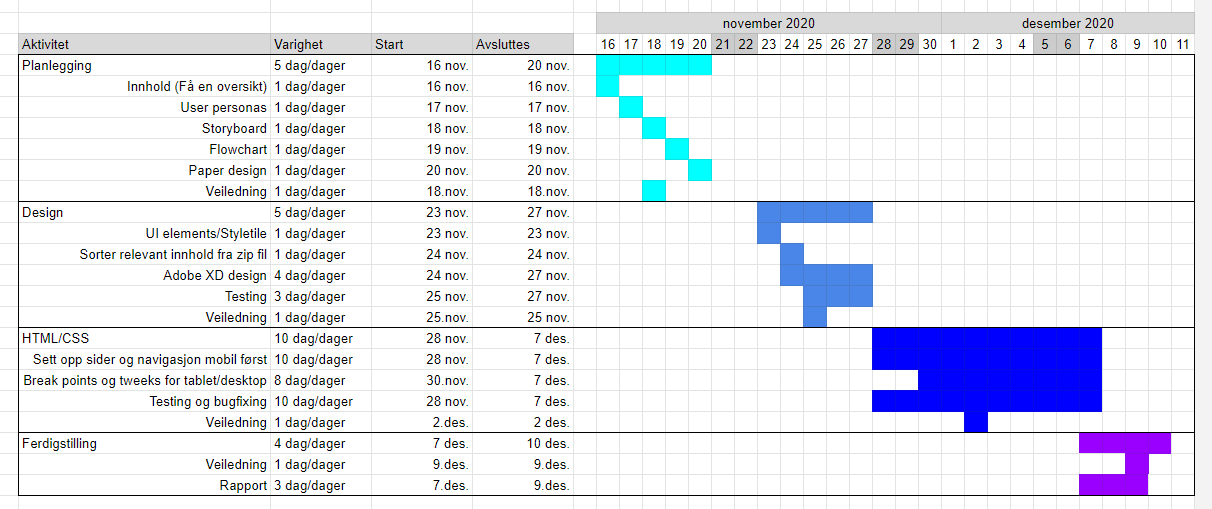 november 2020 desember 2020
Aktivitet Varighet Start Avsluttes 16 17 18 19 20 21 22 23 24 25 26 27 28 29 30 1 2 3 4 5 6 7 8 9 10 11
Planlegging 5 dag/dager 16 nov. 20 nov.
Innhold (Få en oversikt) 1 dag/dager 16 nov. 16 nov.
User personas 1 dag/dager 17 nov. 17 nov.
Storyboard 1 dag/dager 18 nov. 18 nov.
Flowchart 1 dag/dager 19 nov. 19 nov.
Paper design 1 dag/dager 20 nov. 20 nov.
Veiledning 1 dag/dager 18.nov. 18.nov.
Design 5 dag/dager 23 nov. 27 nov.
UI elements/Styletile 1 dag/dager 23 nov. 23 nov.
Sorter relevant innhold fra zip fil 1 dag/dager 24 nov. 24 nov.
Adobe XD design 4 dag/dager 24 nov. 27 nov.
Testing 3 dag/dager 25 nov. 27 nov.
Veiledning 1 dag/dager 25.nov. 25 nov.
HTML/CSS 10 dag/dager 28 nov. 7 des.
Sett opp sider og navigasjon mobil først 10 dag/dager 28 nov. 7 des.
Break points og tweeks for tablet/desktop 8 dag/dager 30.nov. 7 des.
Testing og bugfixing 10 dag/dager 28 nov. 7 des.
Veiledning 1 dag/dager 2.des. 2 des.
Ferdigstilling 4 dag/dager 7 des. 10 des.
Veiledning 1 dag/dager 9.des. 9.des.
Rapport 3 dag/dager 7.des. 9.des.